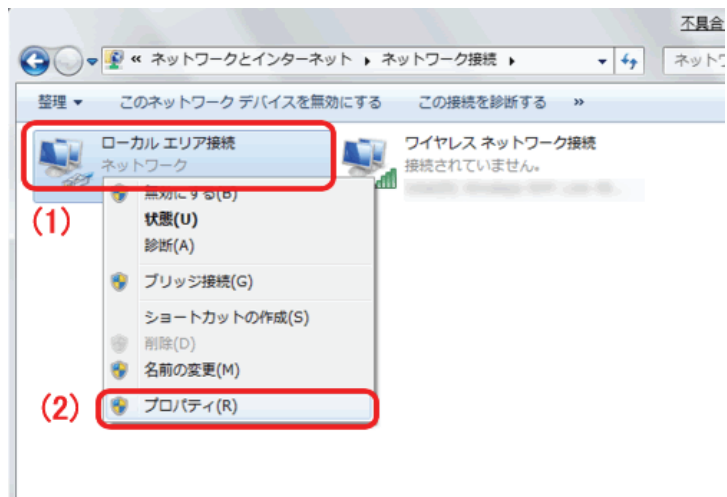 不具合
« ネットワークとインターネット ▸ ネットワーク接続 ▸
ネットワ
整理 ▼ このネットワーク デバイスを無効にする この接続を診断する »
ローカル エリア接続
ネットワーク
ワイヤレス ネットワーク接続
接続されていません。
(1)
無効にする(B)
状態(U)
診断(A)
ブリッジ接続(G)
ショートカットの作成(S)
削除(D)
名前の変更(M)
(2)
プロパティ(R)